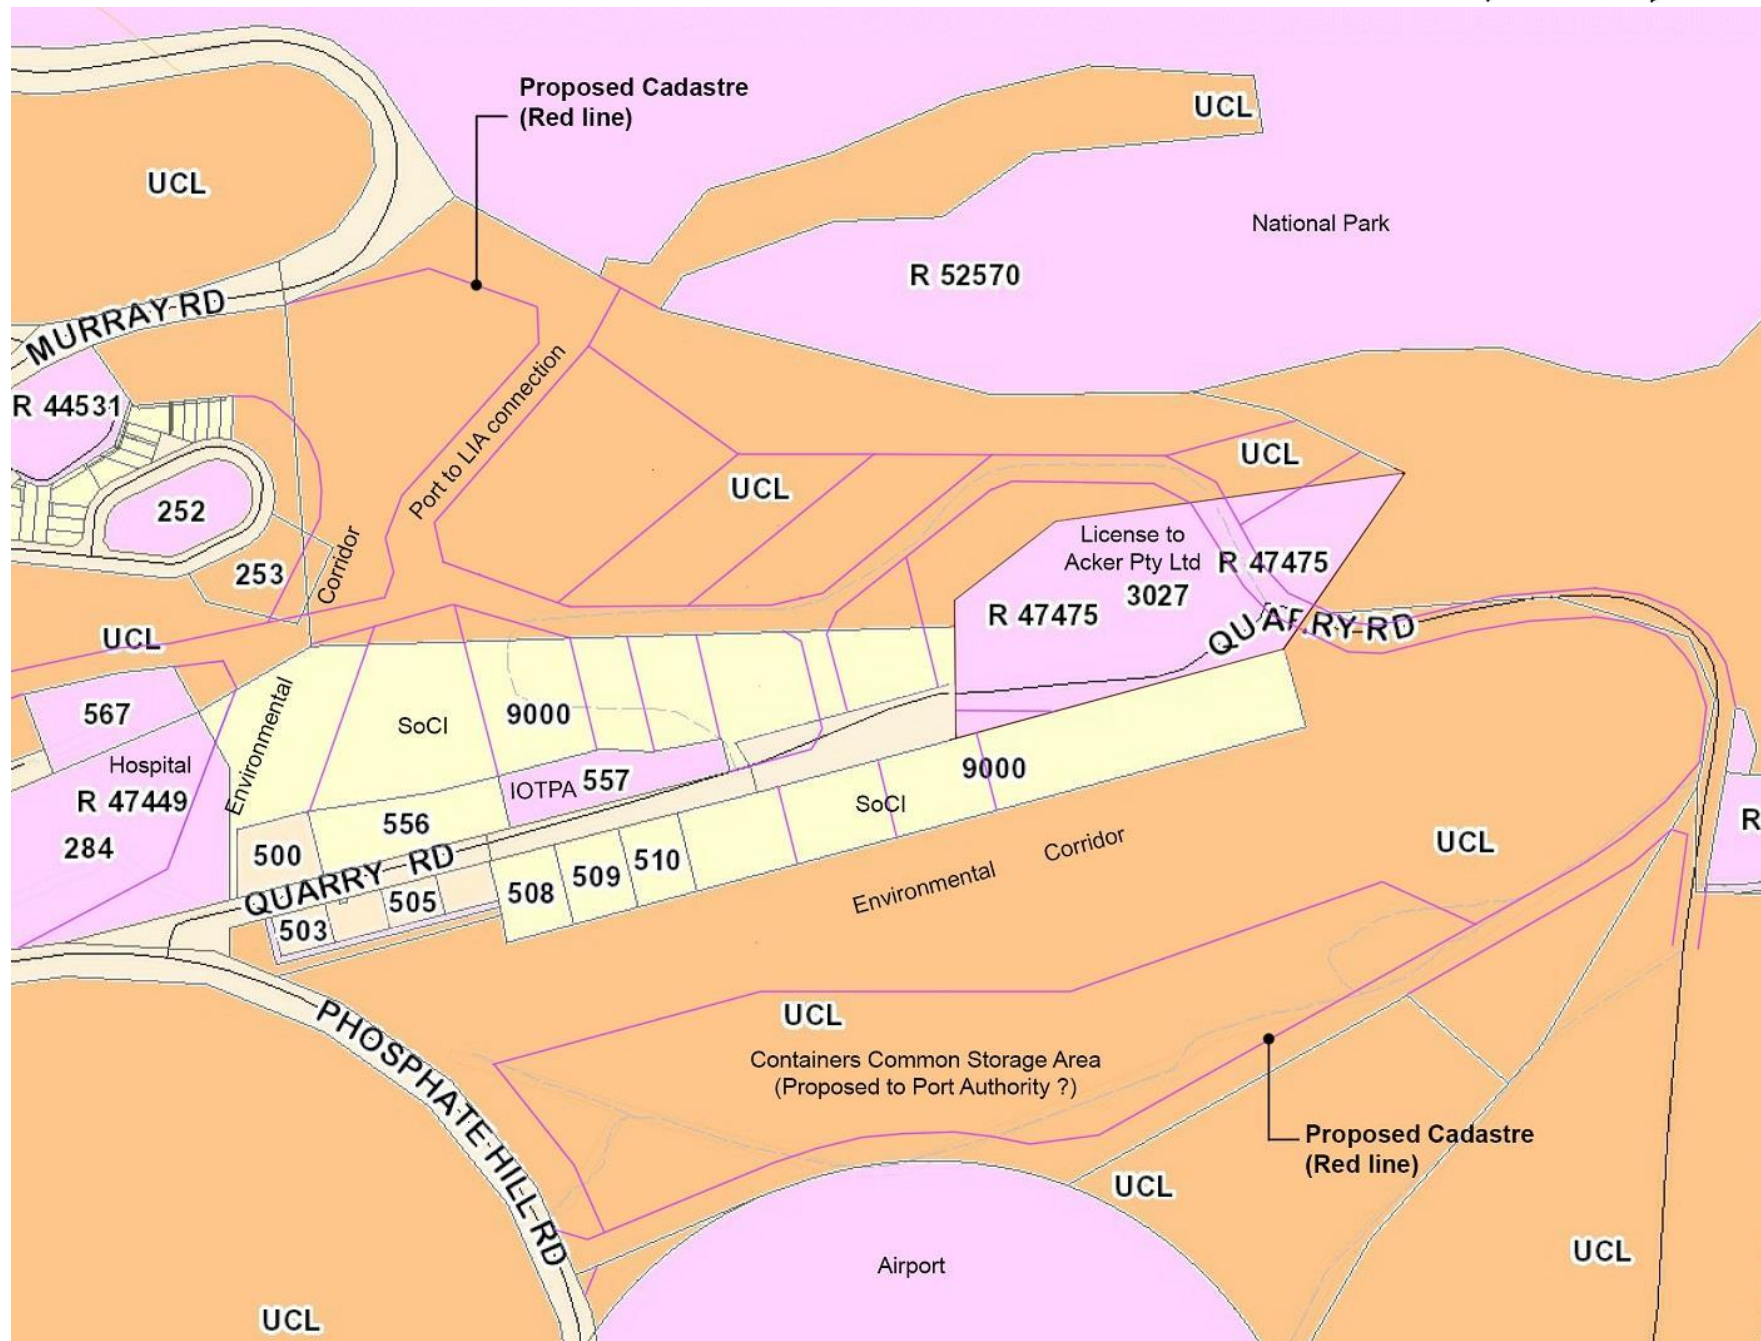 Proposed Cadastre
(Red line)
UCL
UCL
National Park
R 52570
MURRAY RD
R 44531
Port to LIA connection
UCL
UCL
252
253
Corridor
License to
Acker Pty Ltd
R 47475
3027
R 47475
QUARRY RD
UCL
567
Environmental
SoCI
9000
Hospital
R 47449
284
IOTPA 557
9000
SoCI
556
500
QUARRY RD
508
509
510
505
503
Environmental
Corridor
UCL
R
PHOSPHATE HILL RD
UCL
Containers Common Storage Area
(Proposed to Port Authority ?)
Proposed Cadastre
(Red line)
UCL
UCL
Airport
UCL